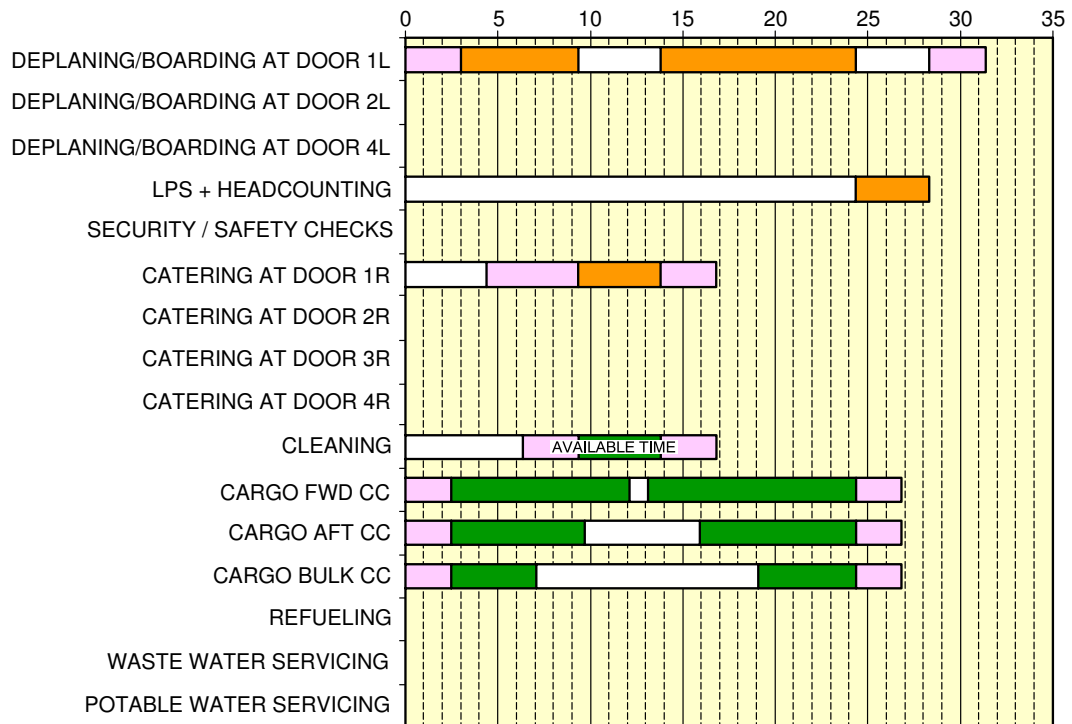 0 5 10 15 20 25 30 35
DEPLANING/BOARDING AT DOOR 1L
DEPLANING/BOARDING AT DOOR 2L
DEPLANING/BOARDING AT DOOR 4L
LPS + HEADCOUNTING
SECURITY / SAFETY CHECKS
CATERING AT DOOR 1R
CATERING AT DOOR 2R
CATERING AT DOOR 3R
CATERING AT DOOR 4R
CLEANING AVAILABLE TIME
CARGO FWD CC
CARGO AFT CC
CARGO BULK CC
REFUELING
WASTE WATER SERVICING
POTABLE WATER SERVICING